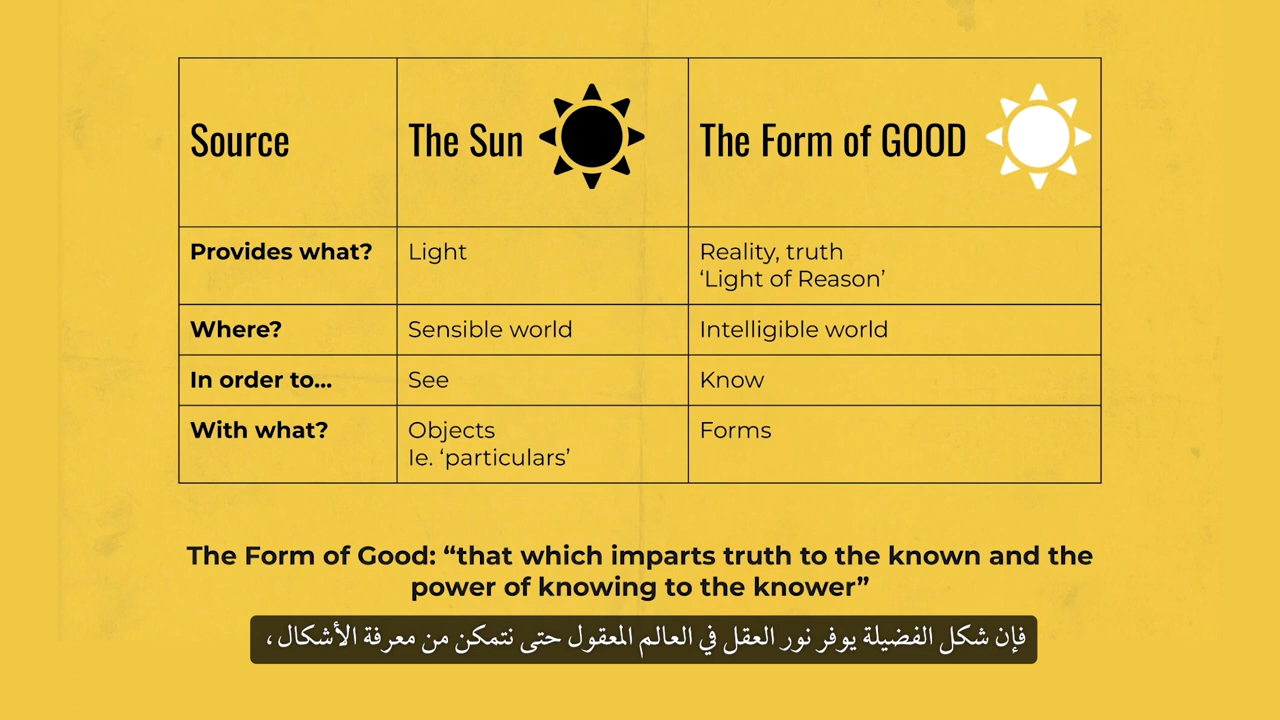 Source
The Sun
The Form of GOOD
Provides what?
Light
Reality, truth
‘Light of Reason’
Where?
Sensible world
Intelligible world
In order to...
See
Know
With what?
Objects
Ie. ‘particulars’
Forms
The Form of Good: “that which imparts truth to the known and the
power of knowing to the knower”
فإن شكل الفضيلة يوفر نور العقل في العالم المعقول حتى نتمكن من معرفة الأشكال ،